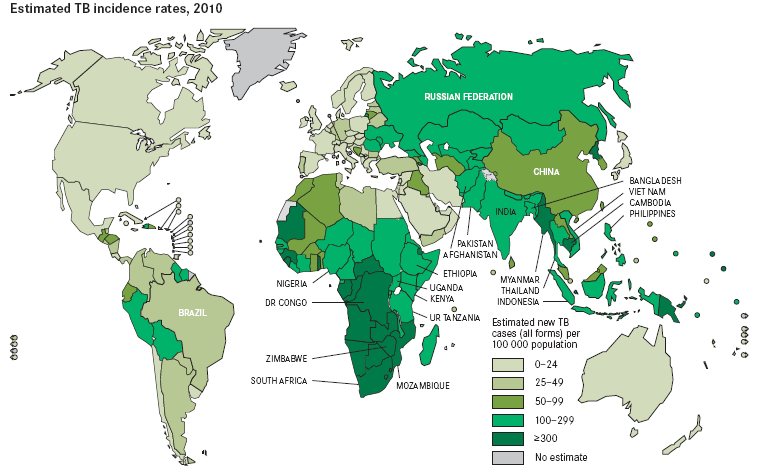 Estimated TB incidence rates, 2010
RUSSIAN FEDERATION
CHINA
BANGLADESH
VIET NAM
CAMBODIA
PHILIPPINES
INDIA
PAKISTAN
AFGHANISTAN
ETHIOPIA
UGANDA
KENYA
UR TANZANIA
NIGERIA
DR CONGO
BRAZIL
MYANMAR
THAILAND
INDONESIA
ZIMBABWE
SOUTH AFRICA
MOZAMBIQUE
Estimated new TB
cases (all forms) per
100 000 population
0–24
25–49
50–99
100–299
≥300
No estimate